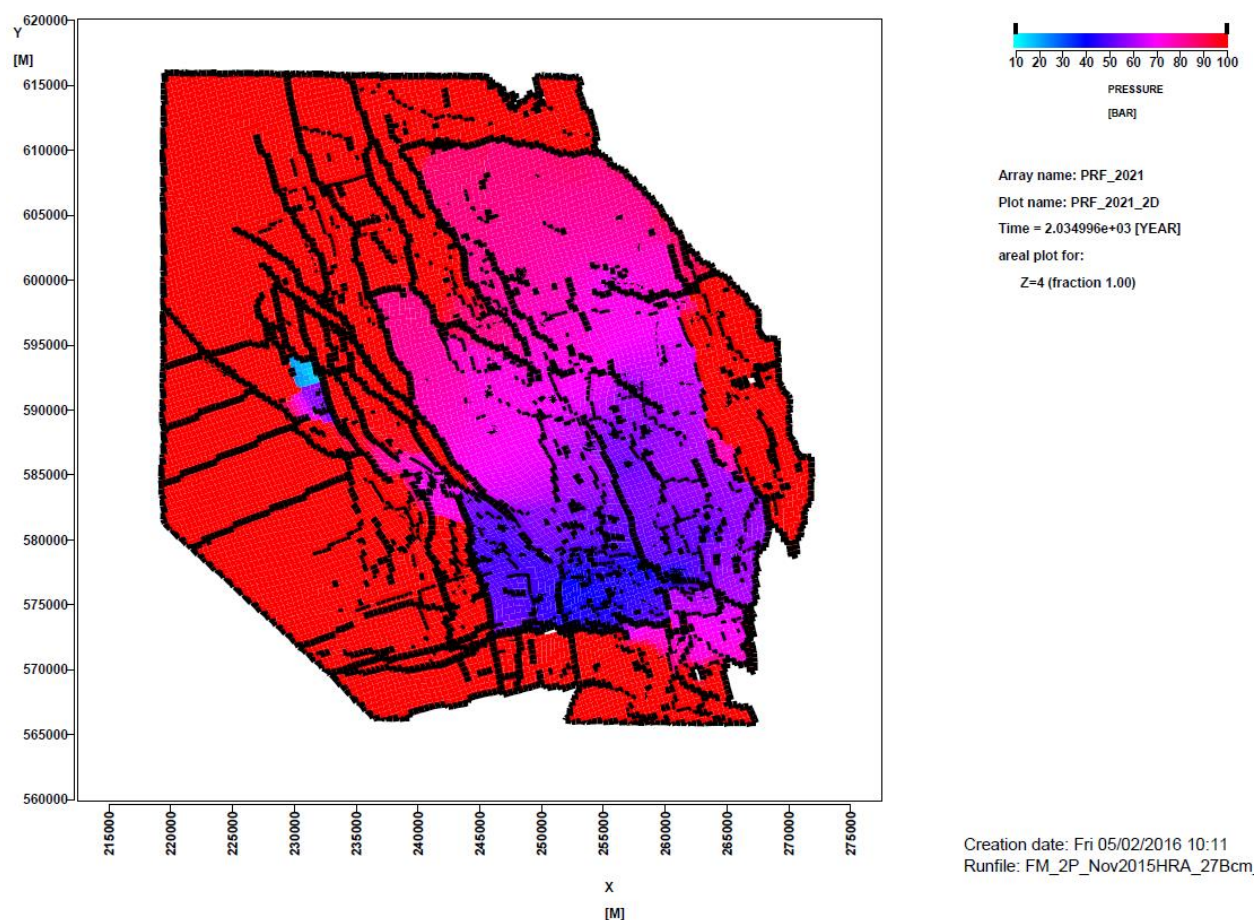 Y
[M]
620000
615000
610000
605000
600000
595000
590000
585000
580000
575000
570000
565000
560000
215000
220000
225000
230000
235000
240000
245000
250000
255000
260000
265000
270000
275000
X
[M]
10 20 30 40 50 60 70 80 90 100
PRESSURE
[BAR]
Array name: PRF_2021
Plot name: PRF_2021_2D
Time = 2.034996e+03 [YEAR]
areal plot for:
Z=4 (fraction 1.00)
Creation date: Fri 05/02/2016 10:11
Runfile: FM_2P_Nov2015HRA_27Bcm_